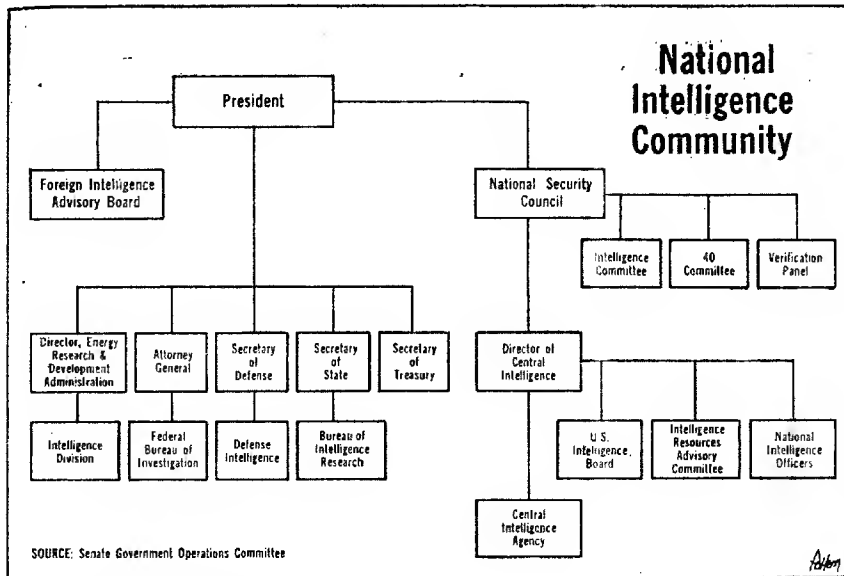 National
Intelligence
Community
President
Foreign Intelligence
Advisory Board
National Security
Council
Intelligence
Committee
40
Committee
Verification
Panel
Director, Energy
Research &
Development
Administration
Attorney
General
Secretary
of
Defense
Secretary
of
State
Secretary
of
Treasury
Director of
Central
Intelligence
Intelligence
Division
Federal
Bureau of
Investigation
Defense
Intelligence
Bureau of
Intelligence
Research
U.S.
Intelligence
Board
Intelligence
Resources
Advisory
Committee
National
Intelligence
Officers
Central
Intelligence
Agency
SOURCE: Senate Government Operations Committee